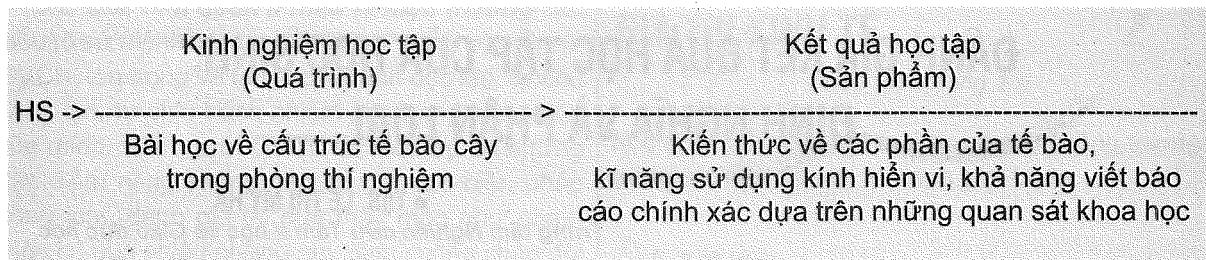 Kinh nghiệm học tập
(Quá trình)
Kết quả học tập
(Sản phẩm)
HS -> ------------------------------------------------ > ----------------------------------------------------------------------
Bài học về cấu trúc tế bào cây
trong phòng thí nghiệm
Kiến thức về các phần của tế bào,
kĩ năng sử dụng kính hiển vi, khả năng viết báo
cáo chính xác dựa trên những quan sát khoa học